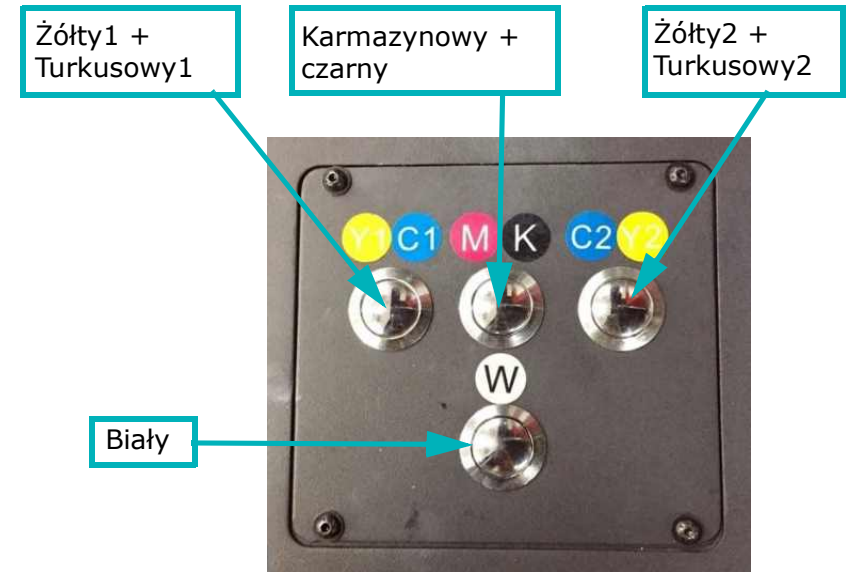 Żółty1 +
Turkusowy1
Karmazynowy +
czarny
Żółty2 +
Turkusowy2
Y1 C1 M K C2 Y2
W
Biały